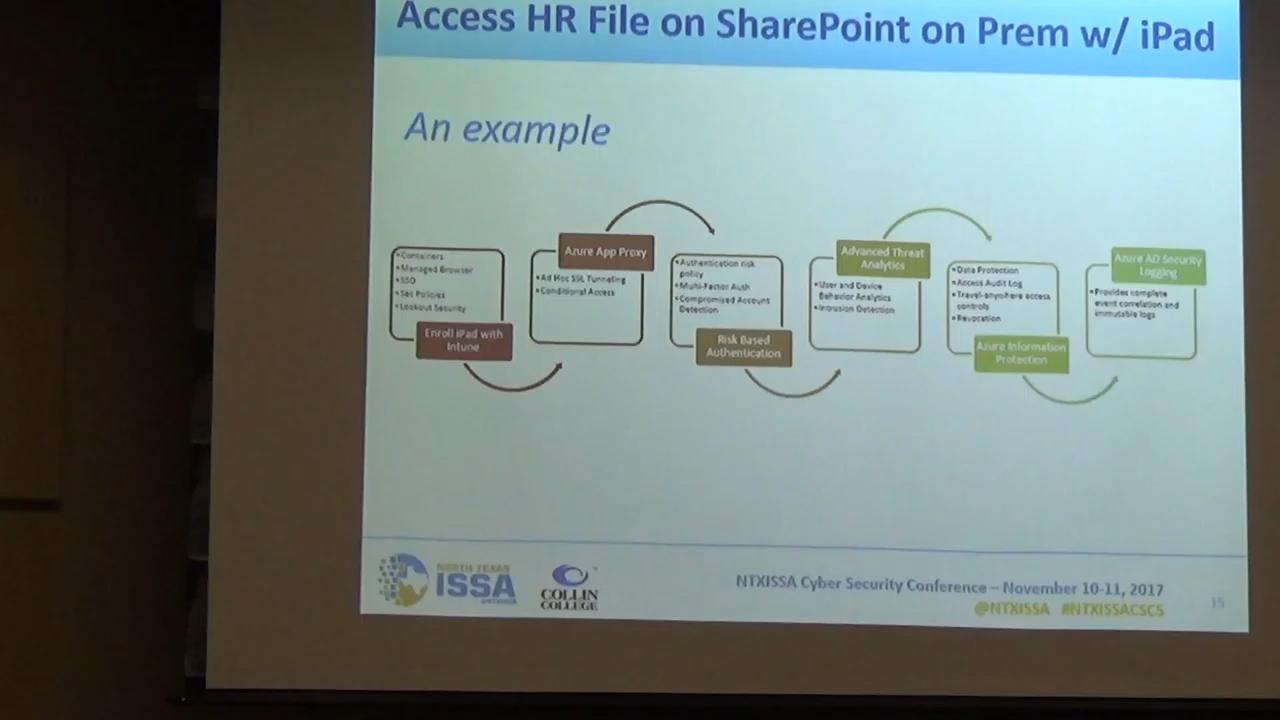 Access HR File on SharePoint on Prem w/ iPad
An example
•Containers
•Managed Browser
•SSO
•Set Policies
•Lookout Security
Enroll iPad with
Intune
Azure App Proxy
•Ad Hoc SSL Tunneling
•Conditional Access
•Authentication risk
policy
•Multi-Factor Auth
•Compromised Account
Detection
Risk Based
Authentication
Advanced Threat
Analytics
•User and Device
Behavior Analytics
•Intrusion Detection
•Data Protection
•Access Audit Log
•Travel-anywhere access
controls
•Revocation
Azure Information
Protection
Azure AD Security
Logging
•Provides complete
event correlation and
immutable logs
NORTH TEXAS
ISSA
COLLIN
COLLEGE
NTXISSA Cyber Security Conference – November 10-11, 2017
@NTXISSA #NTXISSACSC5
15